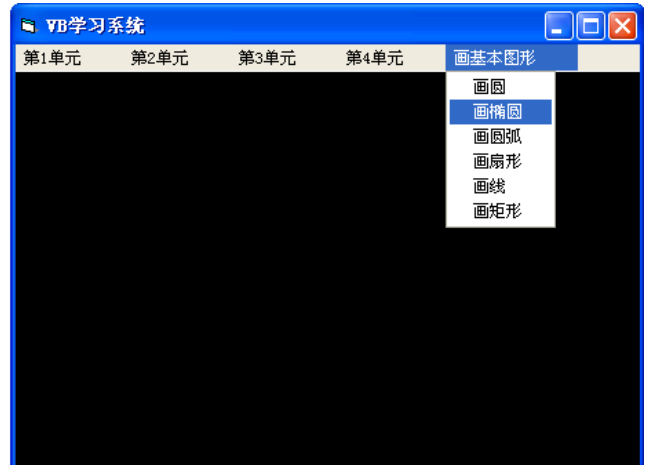 VB学习系统
第1单元 第2单元 第3单元 第4单元 画基本图形
画圆
画椭圆
画圆弧
画扇形
画线
画矩形